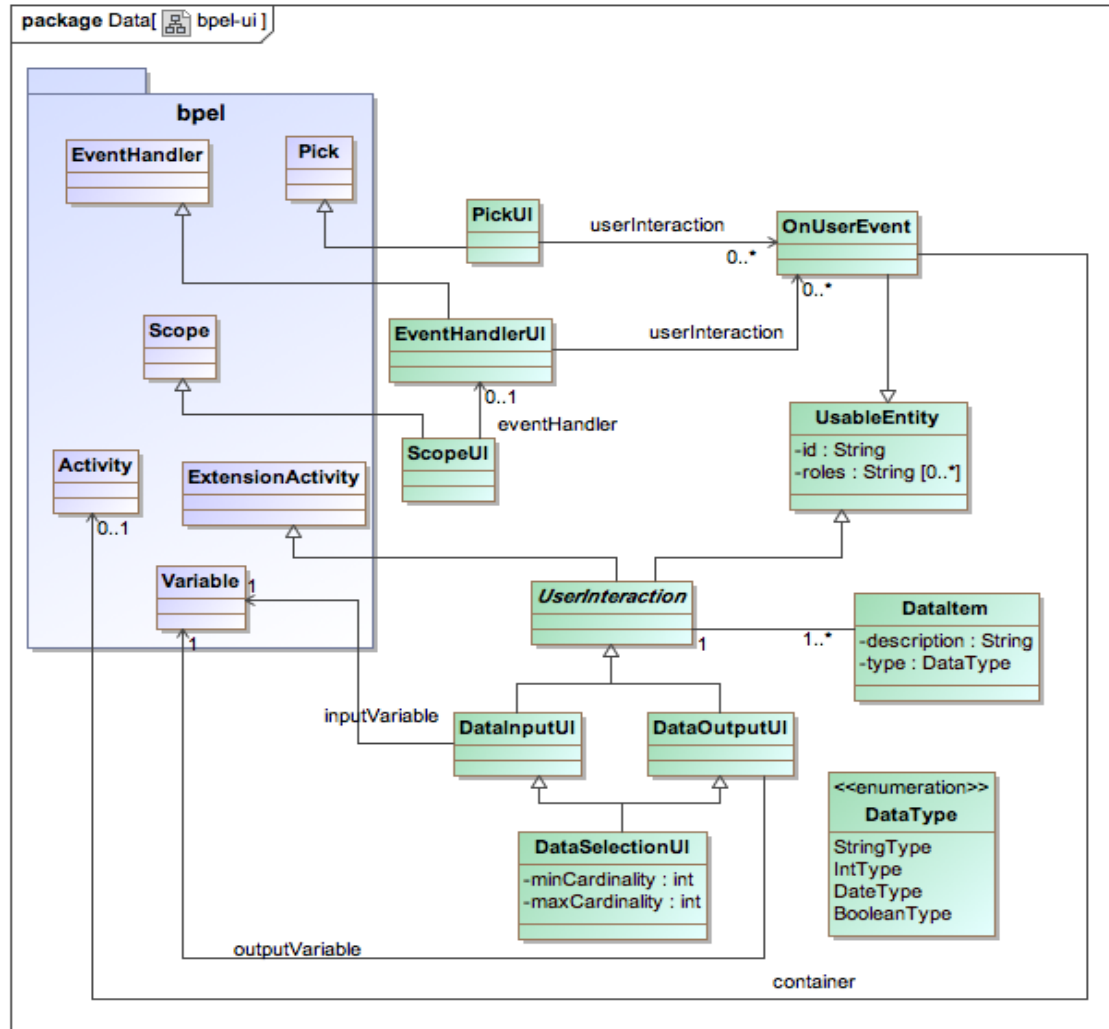 package Data[ bpel-ui ]
bpel
EventHandler
Pick
PickUI
userInteraction
0..*
OnUserEvent
0..*
Scope
EventHandlerUI
userInteraction
0..1
eventHandler
ScopeUI
UsableEntity
-id : String
-roles : String [0..*]
Activity
0..1
ExtensionActivity
Variable
1
1
UserInteraction
1
1..*
DataItem
-description : String
-type : DataType
inputVariable
DataInputUI
DataOutputUI
<<enumeration>>
DataType
StringType
IntType
DateType
BooleanType
DataSelectionUI
-minCardinality : int
-maxCardinality : int
outputVariable
container